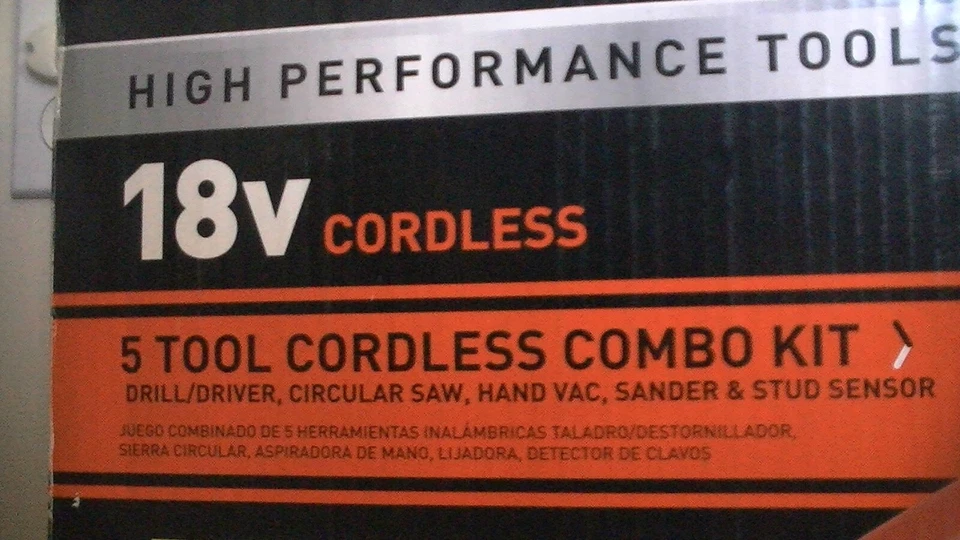 HIGH PERFORMANCE TOOLS
18v CORDLESS
5 TOOL CORDLESS COMBO KIT
DRILL/DRIVER, CIRCULAR SAW, HAND VAC, SANDER & STUD SENSOR
JUEGO COMBINADO DE 5 HERRAMIENTAS INALÁMBRICAS TALADRO/DESTORNILLADOR,
SIERRA CIRCULAR, ASPIRADORA DE MANO, LIJADORA, DETECTOR DE CLAVOS